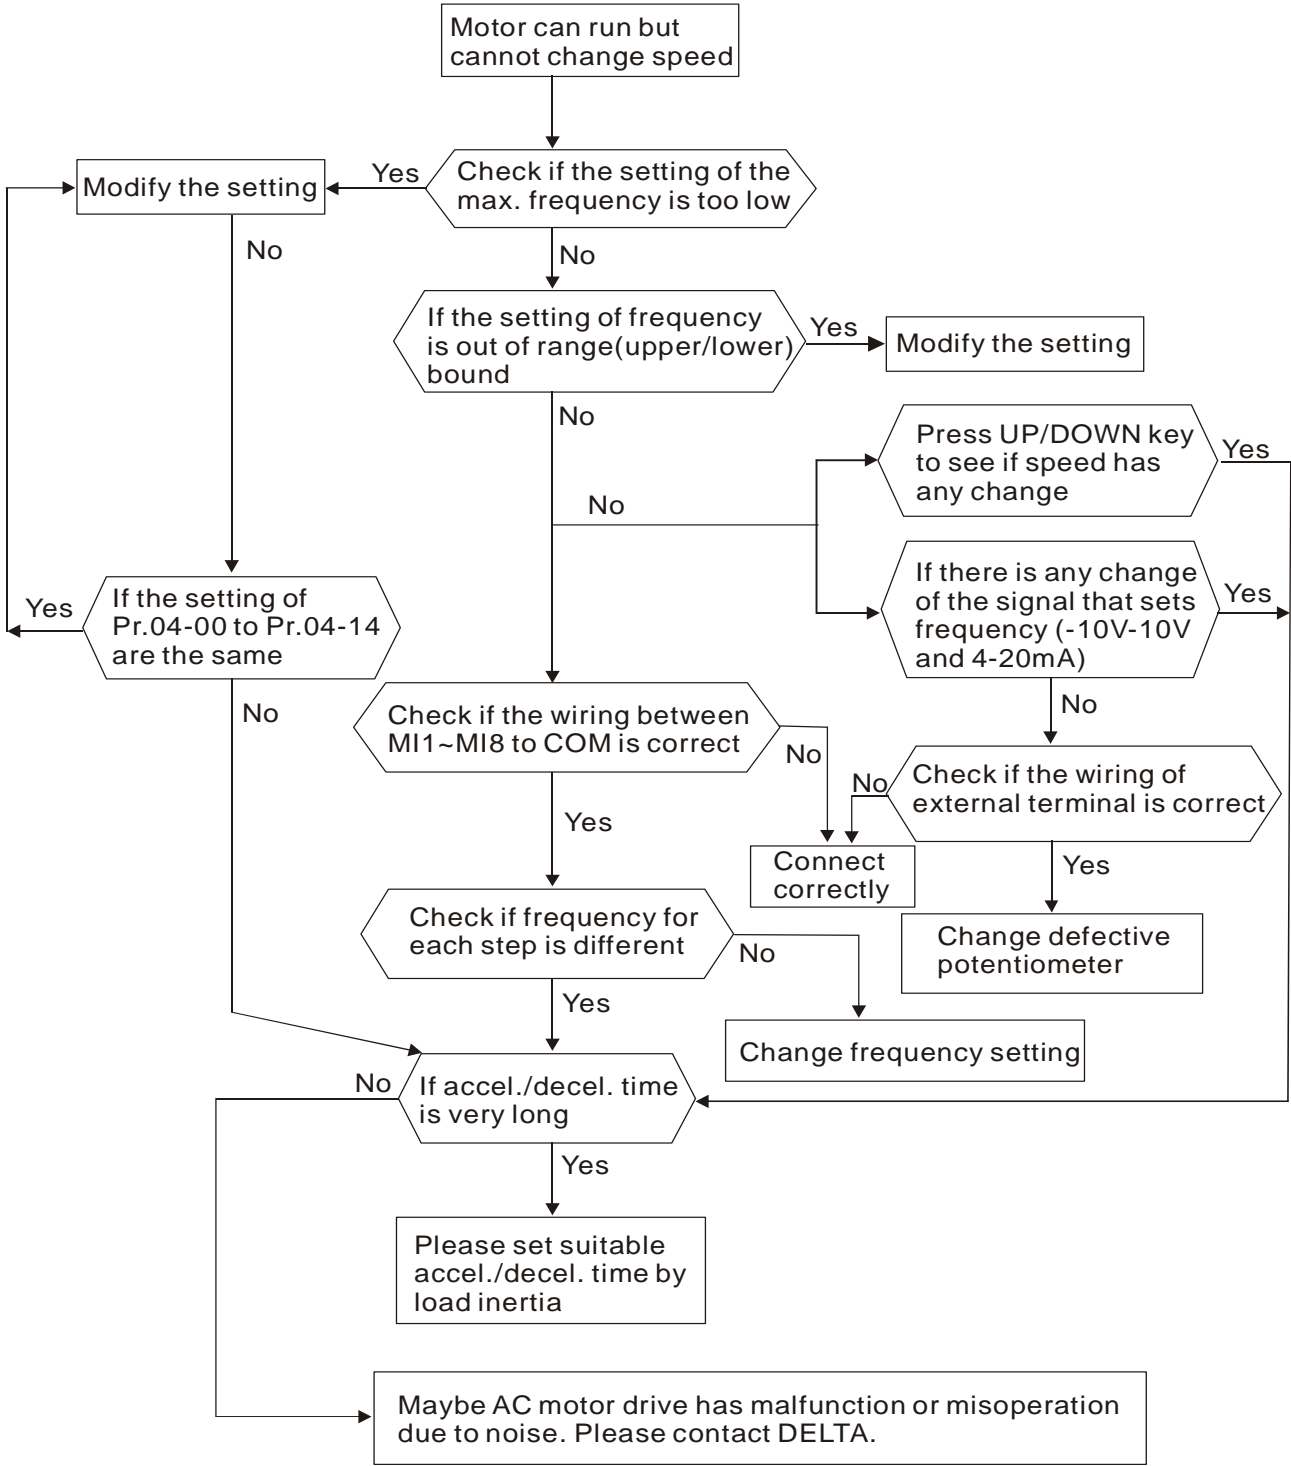 Motor can run but
cannot change speed
Yes
Check if the setting of the
max. frequency is too low
Modify the setting
No
No
If the setting of frequency
is out of range(upper/lower)
bound
Yes
Modify the setting
No
Press UP/DOWN key
to see if speed has
any change
Yes
No
If there is any change
of the signal that sets
frequency (-10V-10V
and 4-20mA)
Yes
If the setting of
Pr.04-00 to Pr.04-14
are the same
Yes
No
No
Check if the wiring between
MI1~MI8 to COM is correct
No
Check if the wiring of
external terminal is correct
No
Yes
Connect
correctly
Yes
Check if frequency for
each step is different
No
Change defective
potentiometer
Yes
Change frequency setting
No
If accel./decel. time
is very long
Yes
Please set suitable
accel./decel. time by
load inertia
Maybe AC motor drive has malfunction or misoperation
due to noise. Please contact DELTA.